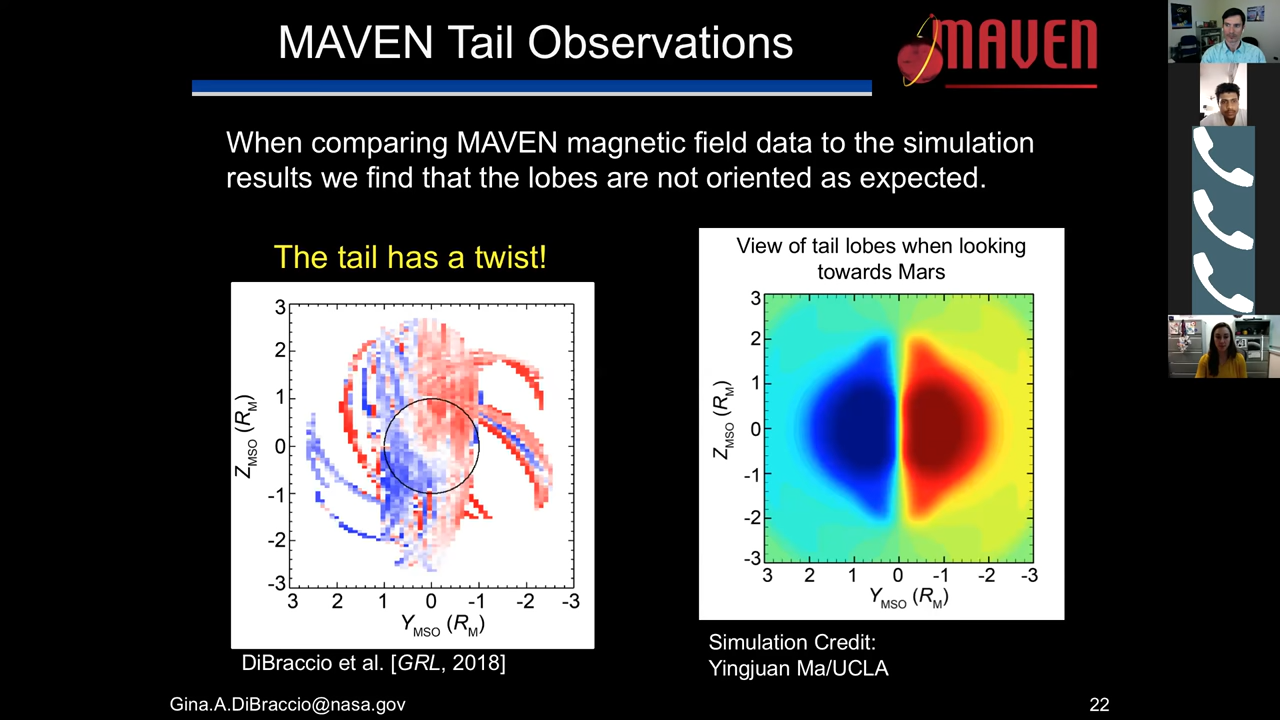 MAVEN Tail Observations
MAVEN
When comparing MAVEN magnetic field data to the simulation
results we find that the lobes are not oriented as expected.
The tail has a twist!
3
2
1
0
-1
-2
-3
Z_MSO (R_M)
3 2 1 0 -1 -2 -3
Y_MSO (R_M)
DiBraccio et al. [GRL, 2018]
View of tail lobes when looking
towards Mars
3
2
1
0
-1
-2
-3
Z_MSO (R_M)
3 2 1 0 -1 -2 -3
Y_MSO (R_M)
Simulation Credit:
Yingjuan Ma/UCLA
Gina.A.DiBraccio@nasa.gov
22